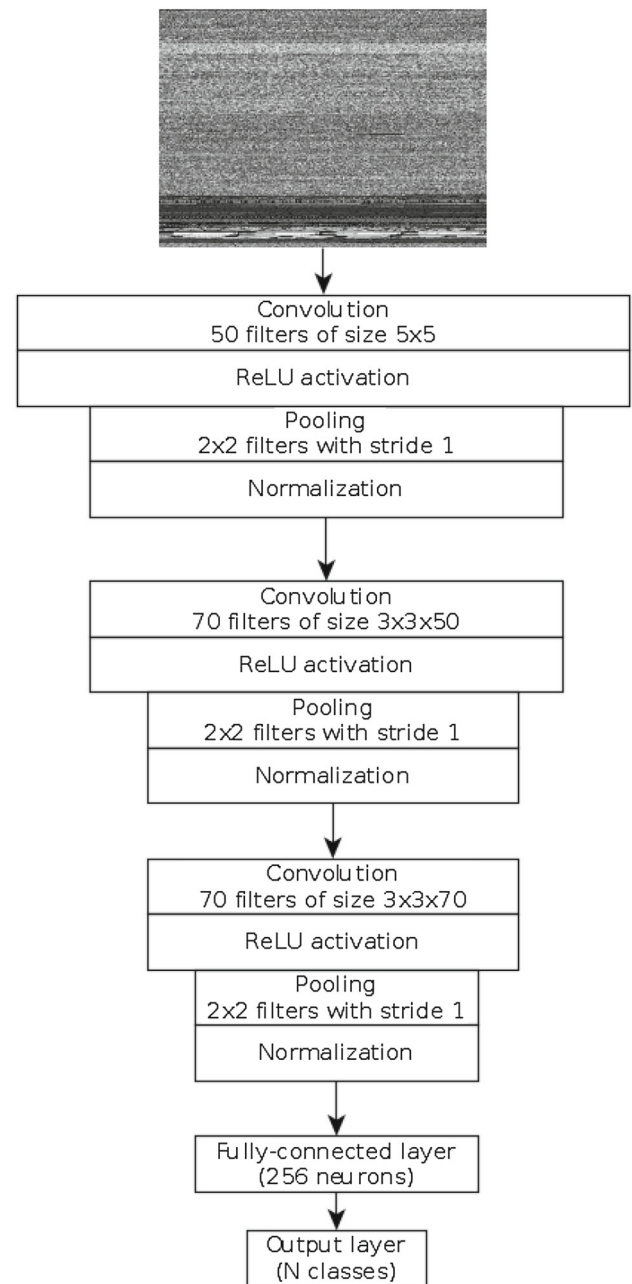 Convolution
50 filters of size 5x5
ReLU activation
Pooling
2x2 filters with stride 1
Normalization
Convolution
70 filters of size 3x3x50
ReLU activation
Pooling
2x2 filters with stride 1
Normalization
Convolution
70 filters of size 3x3x70
ReLU activation
Pooling
2x2 filters with stride 1
Normalization
Fully-connected layer
(256 neurons)
Output layer
(N classes)